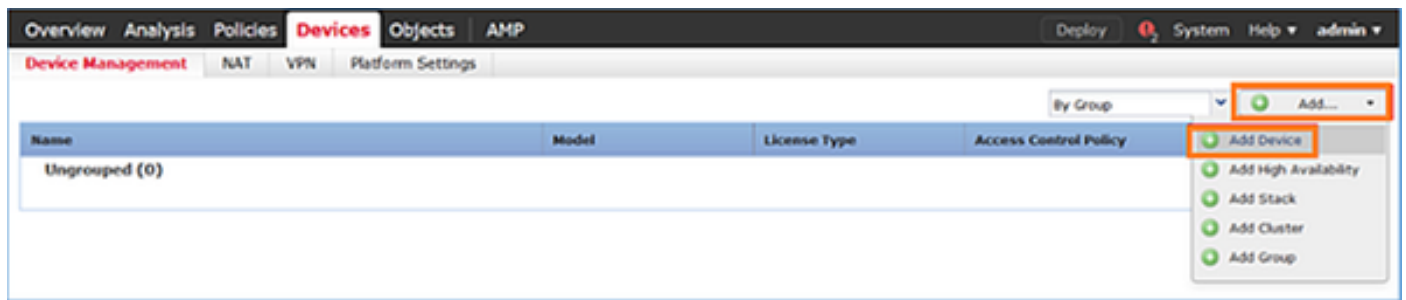 Overview Analysis Policies Devices Objects AMP Deploy System Help admin
Device Management NAT VPN Platform Settings
By Group Add...
Name Model License Type Access Control Policy
Add Device
Ungrouped (0)
Add High Availability
Add Stack
Add Cluster
Add Group